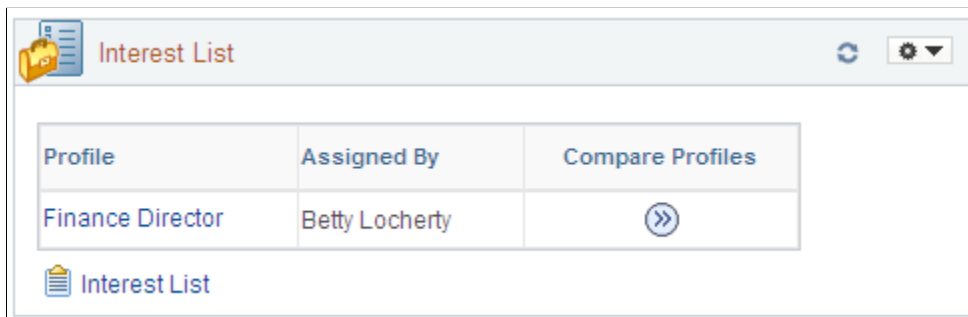 Interest List
Profile Assigned By Compare Profiles
Finance Director Betty Locherty
Interest List